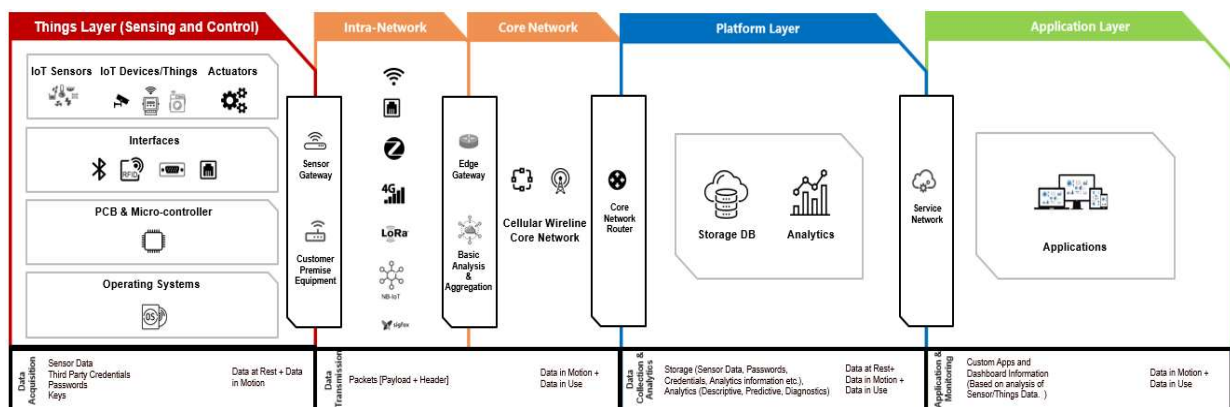 Things Layer (Sensing and Control)
Intra-Network
Core Network
Platform Layer
Application Layer
IoT Sensors
IoT Devices/Things
Actuators
Interfaces
RFID
PCB & Micro-controller
Operating Systems
OS
Sensor
Gateway
Customer
Premise
Equipment
4G
LoRa
NB-IoT
sigfox
Edge
Gateway
Basic
Analysis
&
Aggregation
Cellular Wireline
Core Network
Core
Network
Router
Storage DB
Analytics
Service
Network
Applications
Data
Acquisition
Sensor Data
Third Party Credentials
Passwords
Keys
Data at Rest + Data
in Motion
Data
Transmission
Packets [Payload + Header]
Data in Motion +
Data in Use
Data
Collection &
Analytics
Storage (Sensor Data, Passwords,
Credentials, Analytics information etc.),
Analytics (Descriptive, Predictive, Diagnostics)
Data at Rest+
Data in Motion +
Data in Use
Application &
Monitoring
Custom Apps and
Dashboard Information
(Based on analysis of
Sensor/Things Data. )
Data in Motion +
Data in Use